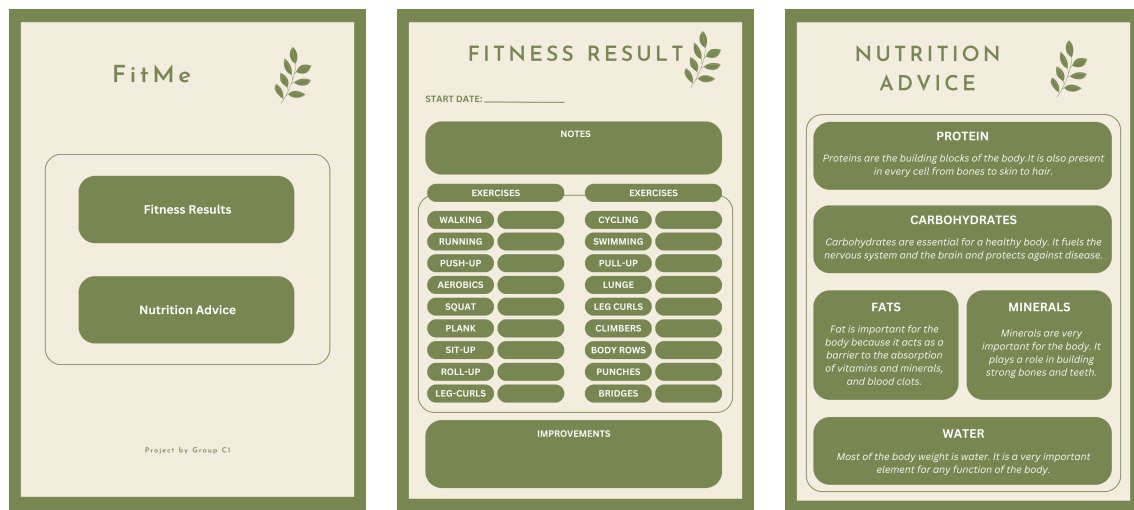 FitMe
Fitness Results
Nutrition Advice
Project by Group CI
FITNESS RESULT
START DATE: ________________
NOTES
EXERCISES
EXERCISES
WALKING
CYCLING
RUNNING
SWIMMING
PUSH-UP
PULL-UP
AEROBICS
LUNGE
SQUAT
LEG CURLS
PLANK
CLIMBERS
SIT-UP
BODY ROWS
ROLL-UP
PUNCHES
LEG-CURLS
BRIDGES
IMPROVEMENTS
NUTRITION
ADVICE
PROTEIN
Proteins are the building blocks of the body.It is also present
in every cell from bones to skin to hair.
CARBOHYDRATES
Carbohydrates are essential for a healthy body. It fuels the
nervous system and the brain and protects against disease.
FATS
Fat is important for the
body because it acts as a
barrier to the absorption
of vitamins and minerals,
and blood clots.
MINERALS
Minerals are very
important for the body. It
plays a role in building
strong bones and teeth.
WATER
Most of the body weight is water. It is a very important
element for any function of the body.